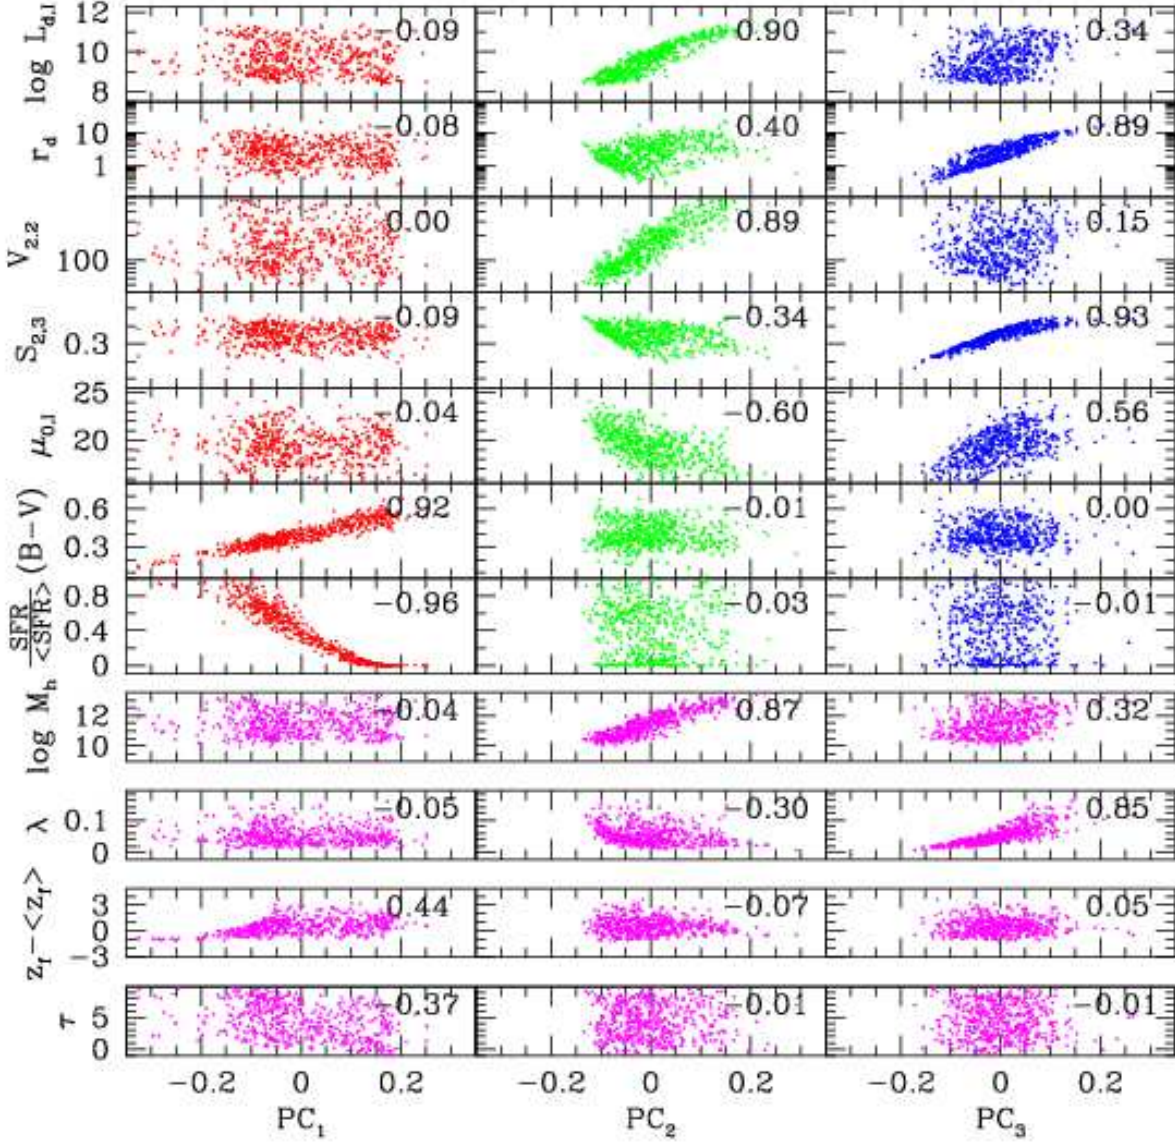 log L_d,I 12 10 8 −0.09 0.90 0.34
r_d 10 1 −0.08 0.40 0.89
V_2.2 100 0.00 0.89 0.15
S_2,3 0.3 −0.09 −0.34 0.93
μ_0,I 25 20 −0.04 −0.60 0.56
(B−V) 0.6 0.3 0.92 −0.01 0.00
SFR/<SFR> 0.8 0.4 0 −0.96 −0.03 −0.01
log M_h 12 10 −0.04 0.87 0.32
λ 0.1 0 −0.05 −0.30 0.85
z_f−<z_f> 3 0 −3 0.44 −0.07 0.05
τ 5 0 −0.37 −0.01 −0.01
−0.2 0 0.2 −0.2 0 0.2 −0.2 0 0.2
PC_1 PC_2 PC_3